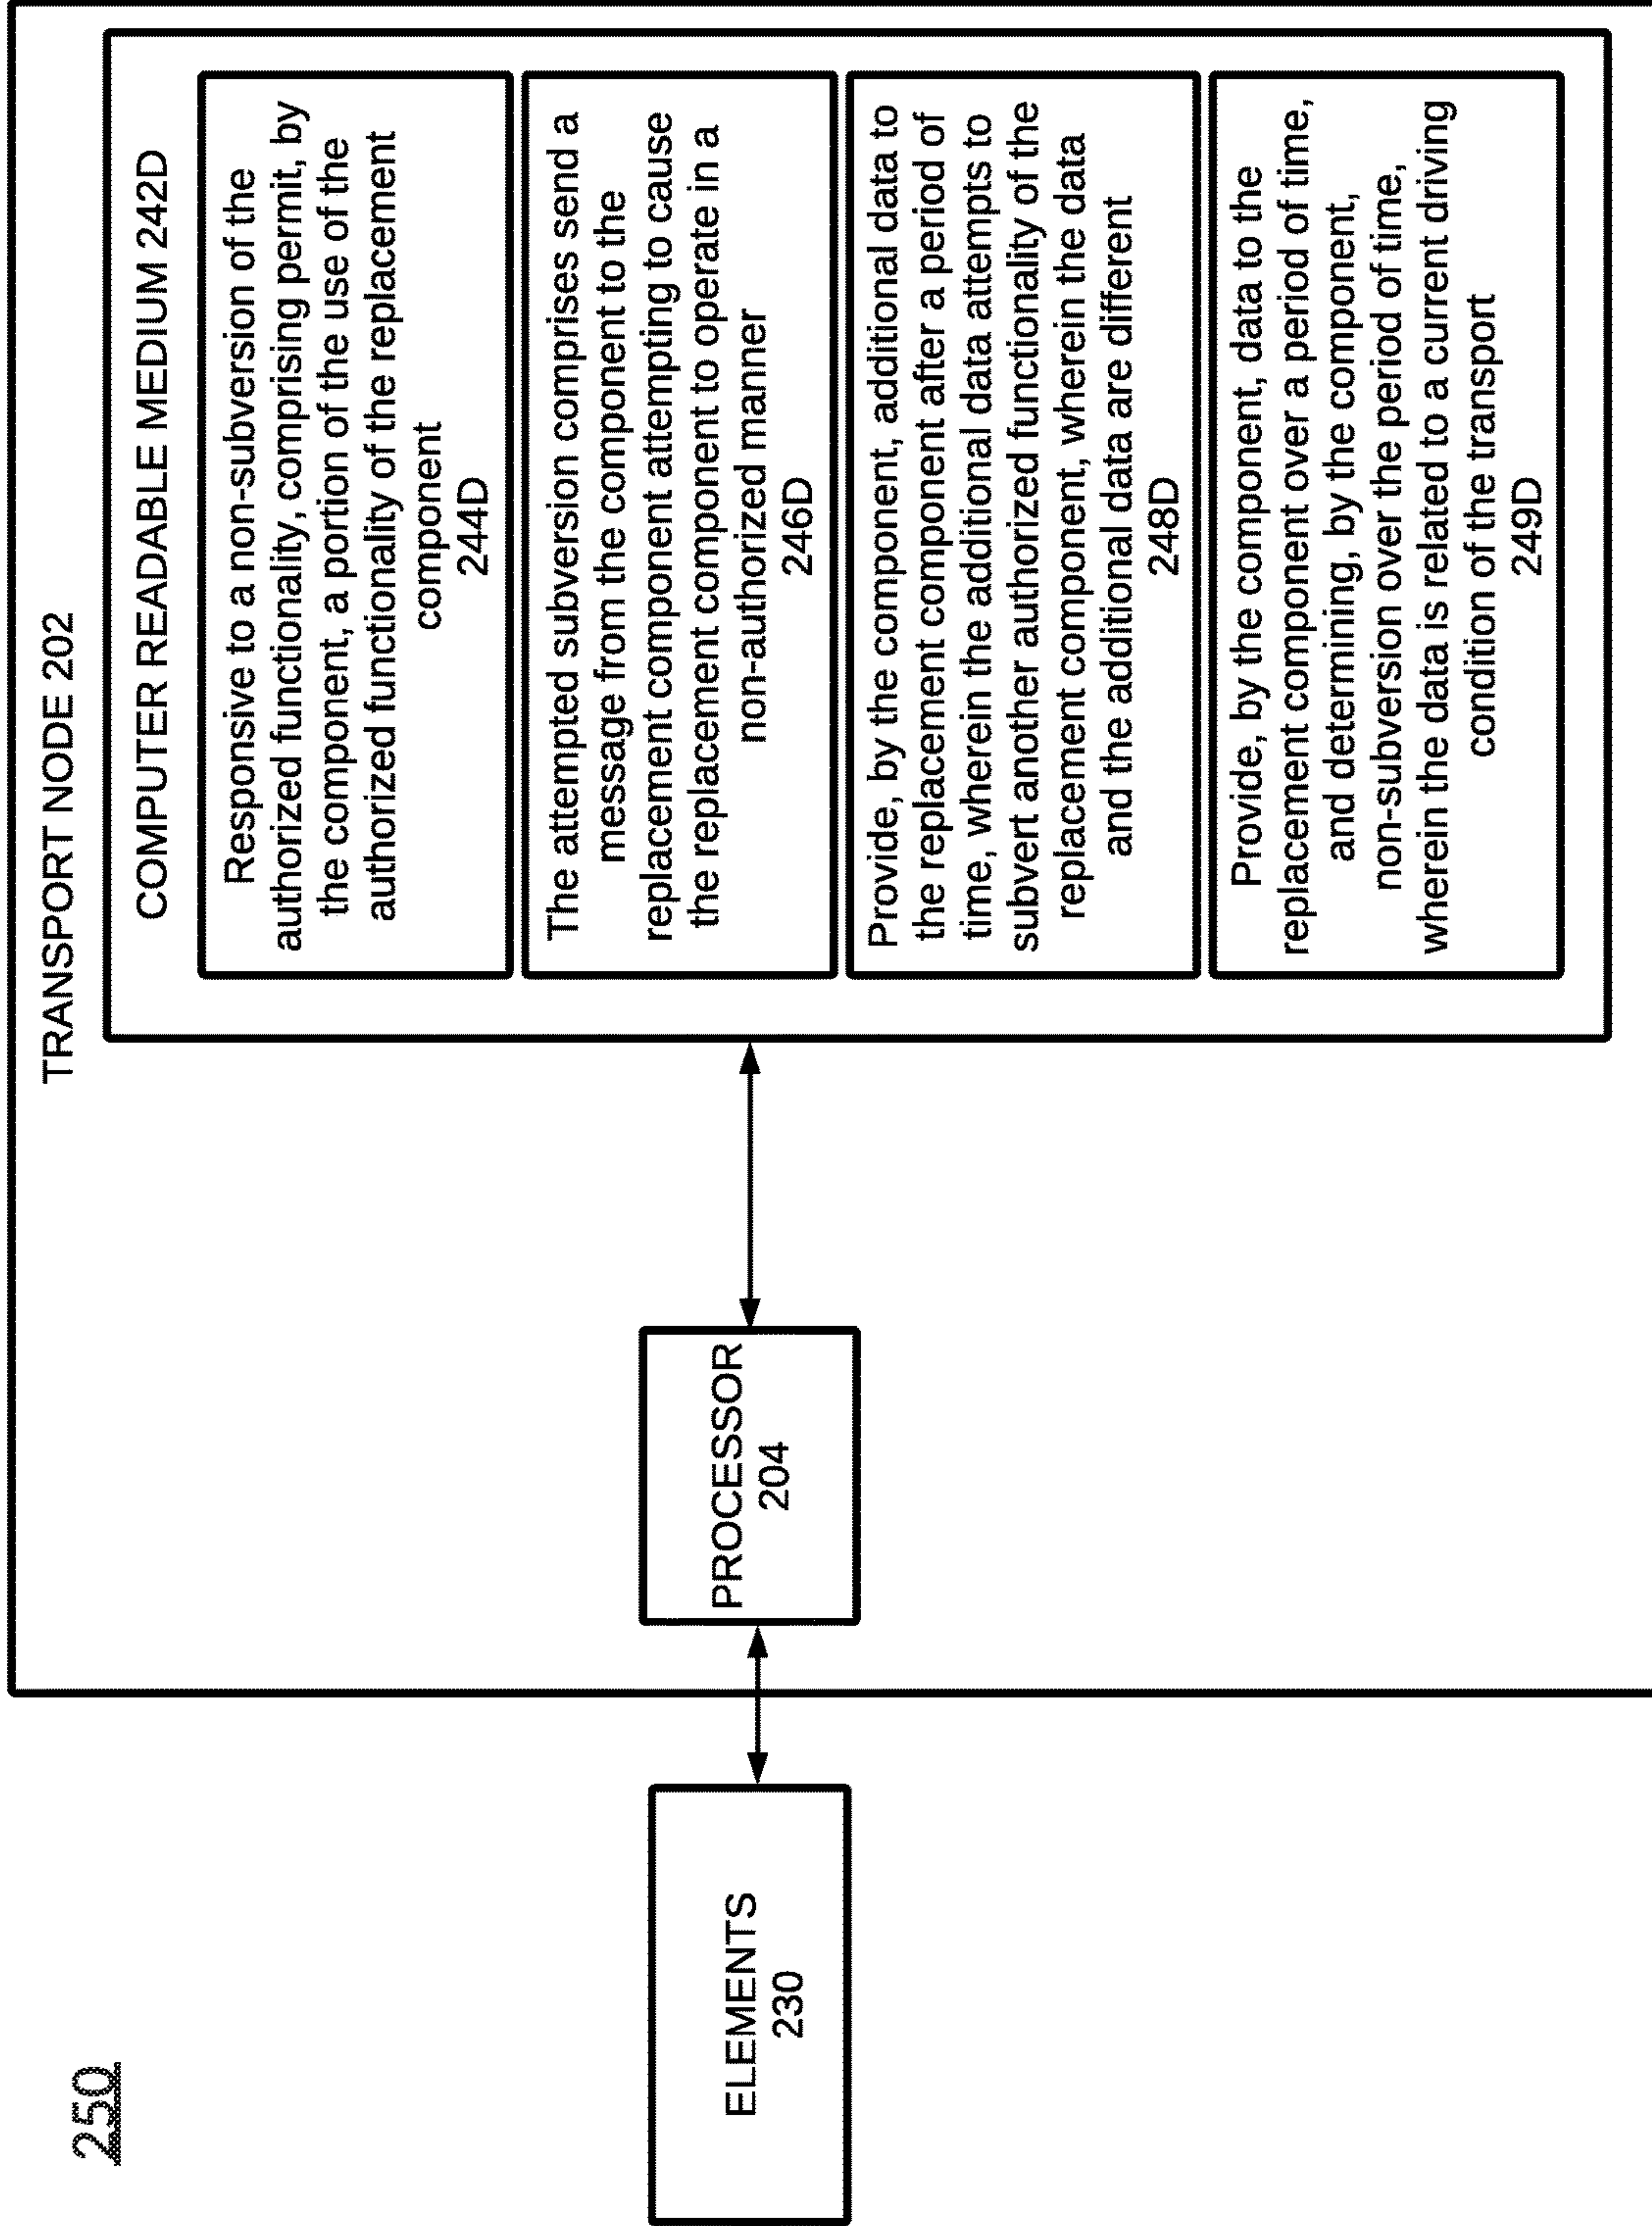 250
TRANSPORT NODE 202
COMPUTER READABLE MEDIUM 242D
Responsive to a non-subversion of the
authorized functionality, comprising permit, by
the component, a portion of the use of the
authorized functionality of the replacement
component
244D
The attempted subversion comprises send a
message from the component to the
replacement component attempting to cause
the replacement component to operate in a
non-authorized manner
246D
Provide, by the component, additional data to
the replacement component after a period of
time, wherein the additional data attempts to
subvert another authorized functionality of the
replacement component, wherein the data
and the additional data are different
248D
Provide, by the component, data to the
replacement component over a period of time,
and determining, by the component,
non-subversion over the period of time,
wherein the data is related to a current driving
condition of the transport
249D
PROCESSOR
204
ELEMENTS
230